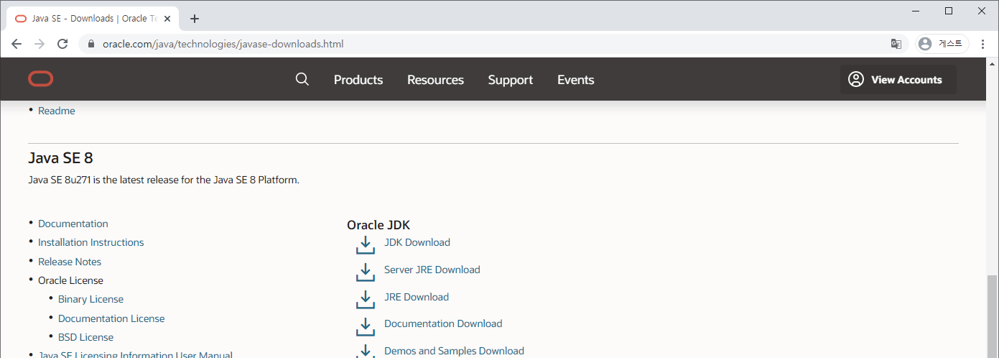 Java SE - Downloads | Oracle Te
oracle.com/java/technologies/javase-downloads.html
게스트
Products
Resources
Support
Events
View Accounts
Readme
Java SE 8
Java SE 8u271 is the latest release for the Java SE 8 Platform.
Documentation
Installation Instructions
Release Notes
Oracle License
Binary License
Documentation License
BSD License
Java SE Licensing Information User Manual
Oracle JDK
JDK Download
Server JRE Download
JRE Download
Documentation Download
Demos and Samples Download